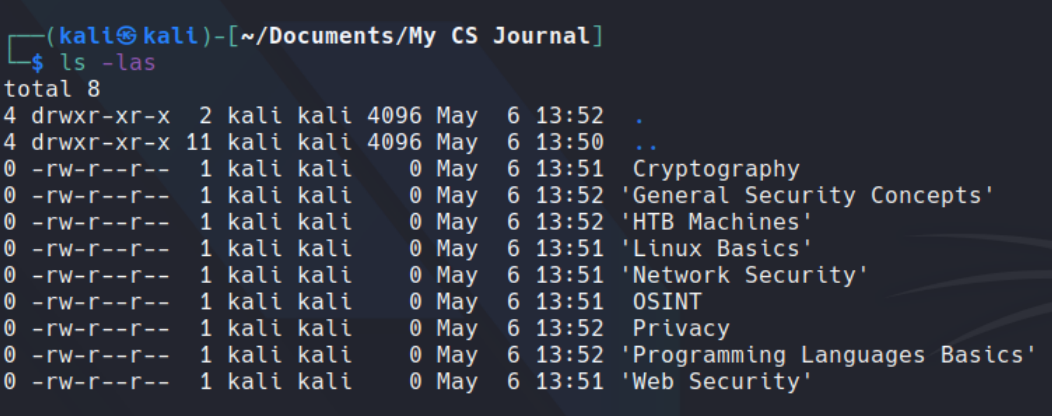 ┌──(kali㉿kali)-[~/Documents/My CS Journal]
└─$ ls -las
total 8
4 drwxr-xr-x  2 kali kali 4096 May  6 13:52  .
4 drwxr-xr-x 11 kali kali 4096 May  6 13:50  ..
0 -rw-r--r--  1 kali kali    0 May  6 13:51  Cryptography
0 -rw-r--r--  1 kali kali    0 May  6 13:52 'General Security Concepts'
0 -rw-r--r--  1 kali kali    0 May  6 13:52 'HTB Machines'
0 -rw-r--r--  1 kali kali    0 May  6 13:51 'Linux Basics'
0 -rw-r--r--  1 kali kali    0 May  6 13:51 'Network Security'
0 -rw-r--r--  1 kali kali    0 May  6 13:51  OSINT
0 -rw-r--r--  1 kali kali    0 May  6 13:52  Privacy
0 -rw-r--r--  1 kali kali    0 May  6 13:52 'Programming Languages Basics'
0 -rw-r--r--  1 kali kali    0 May  6 13:51 'Web Security'